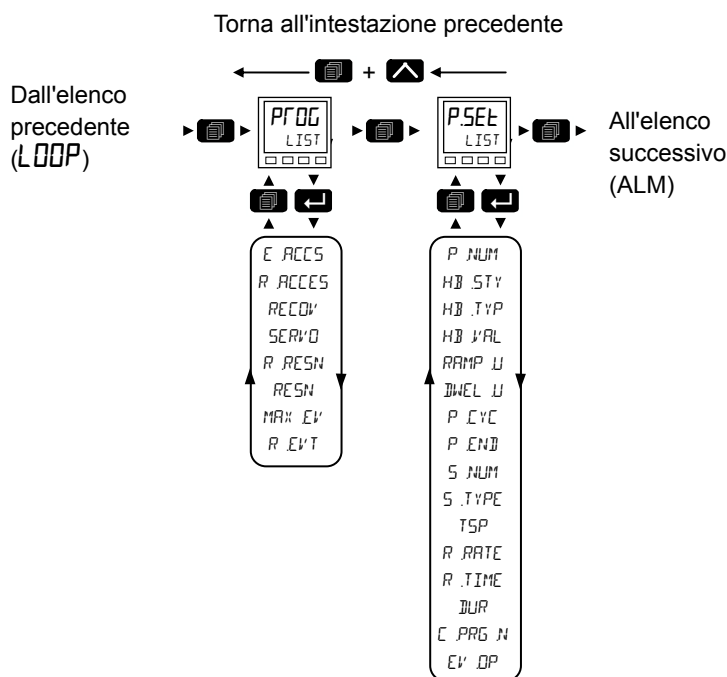 Torna all'intestazione precedente
+
Dall'elenco
precedente
(LOOP)
PROG
LIST
P.SEt
LIST
All'elenco
successivo
(ALM)
E.ACCS
R.ACCES
RECOV
SERVO
R.RESN
RESN
MAX.EV
R.EVT
P.NUM
HB.STY
HB.TYP
HB.VAL
RAMP.U
DWEL.U
P.CYC
P.END
S.NUM
S.TYPE
TSP
R.RATE
R.TIME
DUR
C.PRG.N
EV.OP